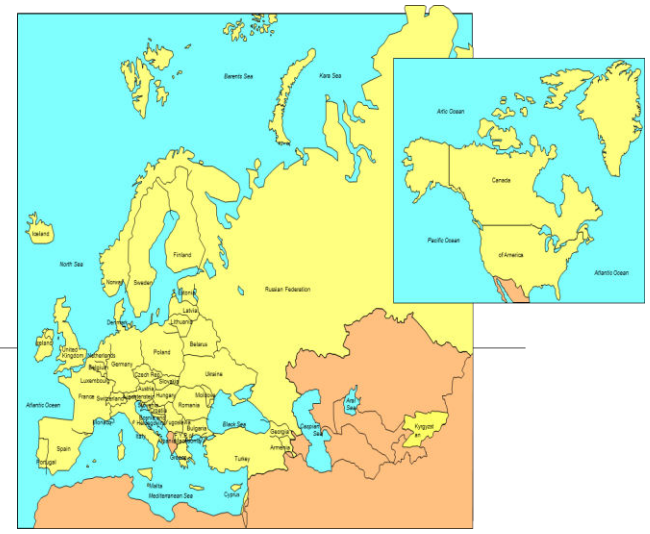 Barents Sea
Kara Sea
Artic Ocean
Canada
Iceland
Pacific Ocean
of America
North Sea
Finland
Atlantic Ocean
Norway
Sweden
Russian Federation
Estonia
Latvia
Denmark
Lithuania
Ireland
United
Kingdom
Belarus
Netherlands
Poland
Belgium
Germany
Ukraine
Luxembourg
Czech Rep.
Slovakia
Austria
France
Switzerland
Hungary
Moldova
Romania
Atlantic Ocean
Croatia
Aral
Sea
Monaco
Bulgaria
Black Sea
Caspian
Sea
Kyrgyzst
an
Georgia
Italy
Spain
Armenia
Portugal
Greece
Turkey
Malta
Mediterranean Sea
Cyprus